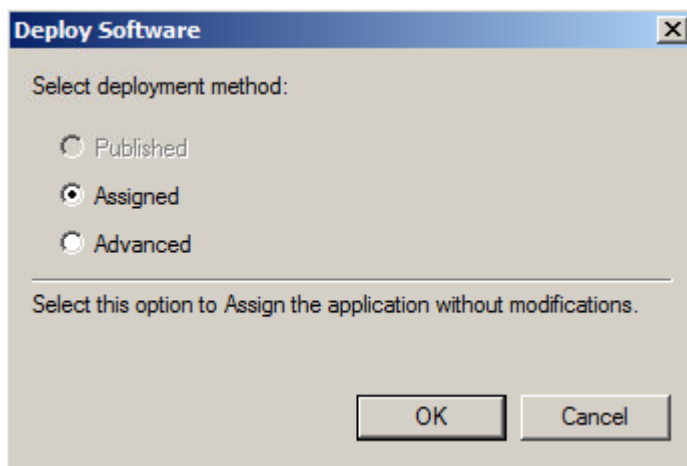 Deploy Software
Select deployment method:
Published
Assigned
Advanced
Select this option to Assign the application without modifications.
OK Cancel